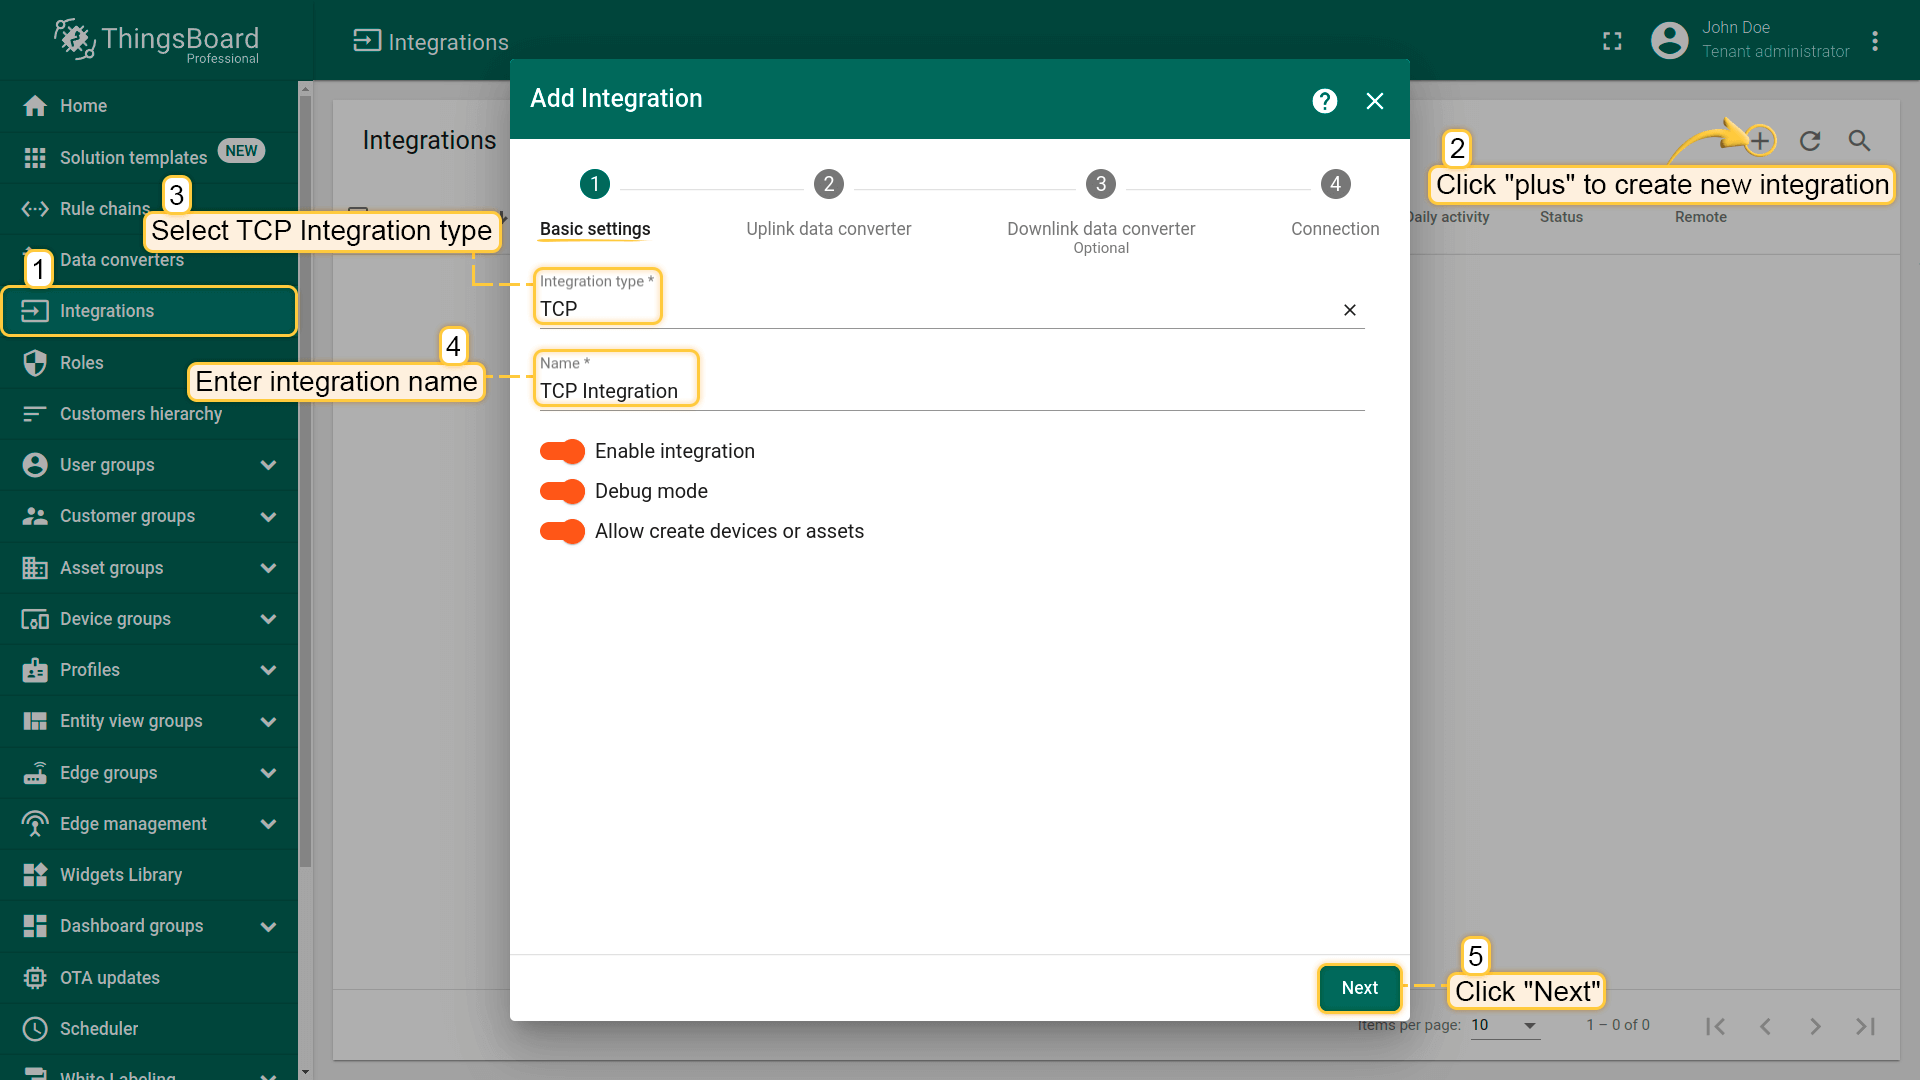 ThingsBoard
Professional
Integrations
John Doe
Tenant administrator
Home
Solution templates NEW
Rule chains
Data converters
Integrations
Roles
Customers hierarchy
User groups
Customer groups
Asset groups
Device groups
Profiles
Entity view groups
Edge groups
Edge management
Widgets Library
Dashboard groups
OTA updates
Scheduler
White Labeling
Integrations
Daily activity Status Remote
Items per page: 10 1 – 0 of 0
Add Integration
1 2 3 4
Basic settings Uplink data converter Downlink data converter Connection
Optional
Integration type *
TCP
Name *
TCP Integration
Enable integration
Debug mode
Allow create devices or assets
Next
1
2
Click "plus" to create new integration
3
Select TCP Integration type
4
Enter integration name
5
Click "Next"